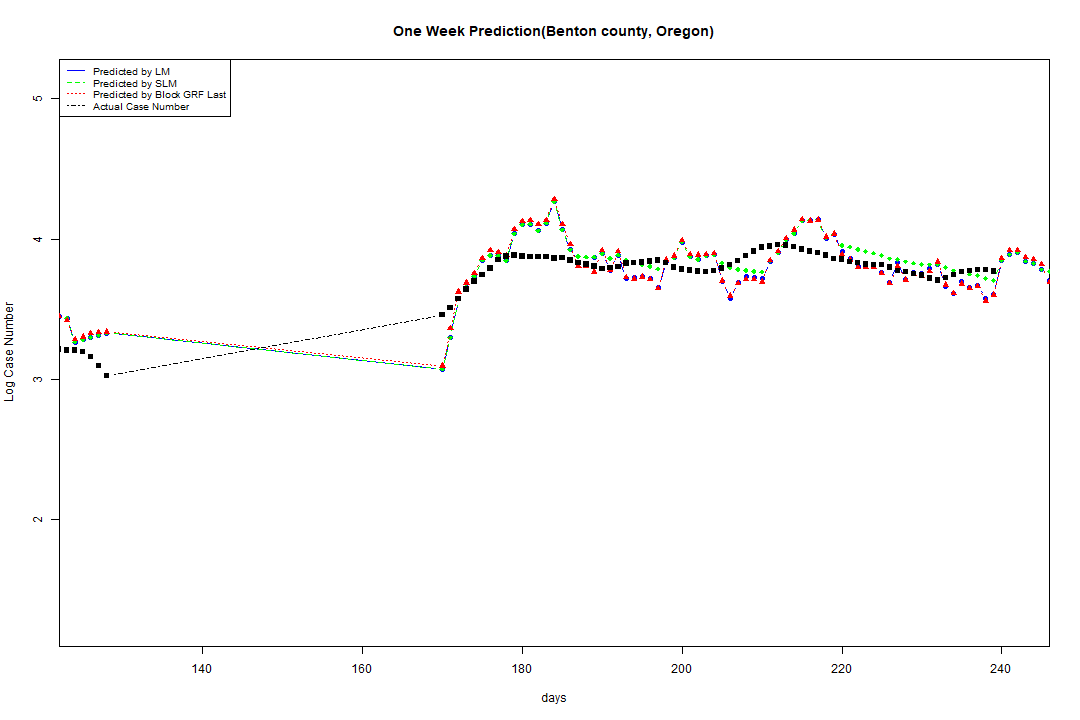 One Week Prediction(Benton county, Oregon)
Predicted by LM
Predicted by SLM
Predicted by Block GRF Last
Actual Case Number
5
4
3
2
Log Case Number
140 160 180 200 220 240
days